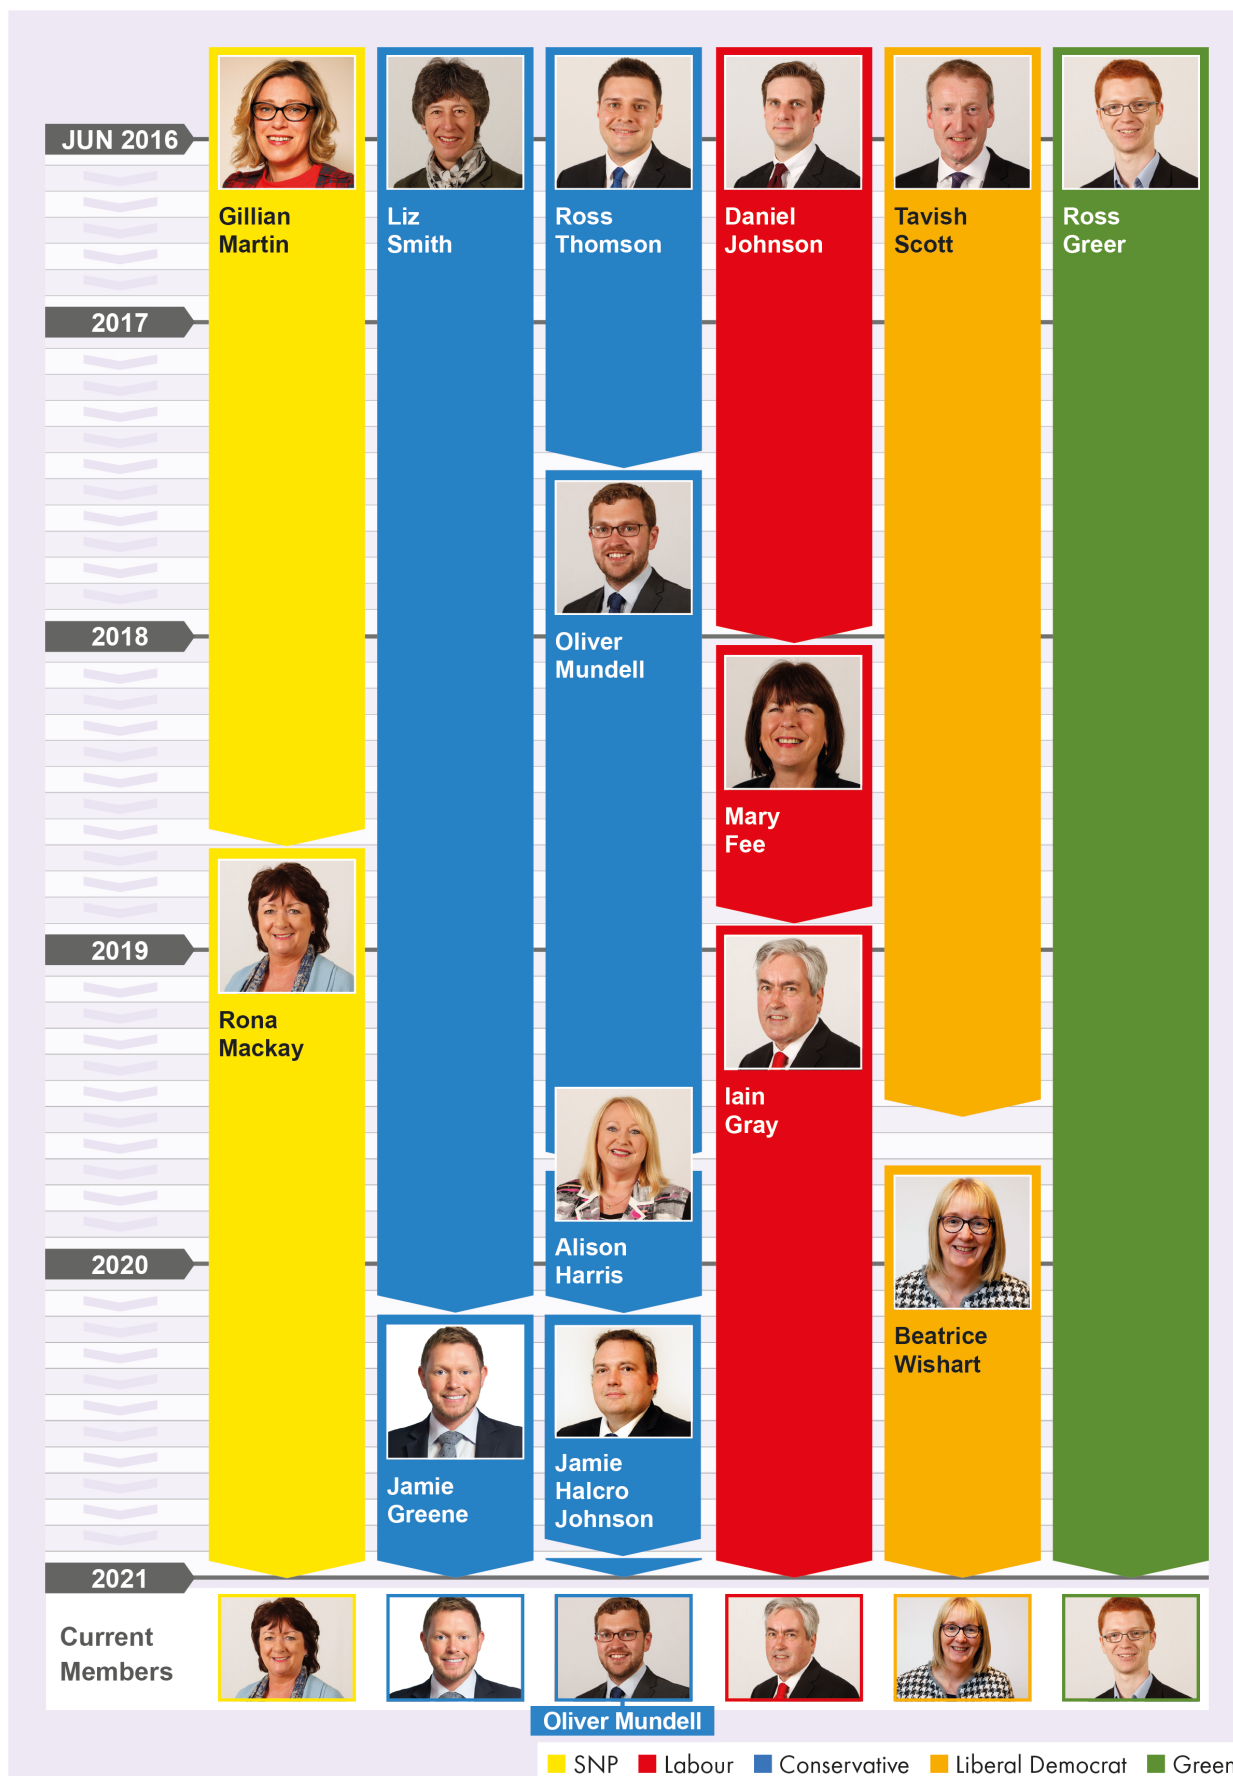 JUN 2016
Gillian
Martin
Liz
Smith
Ross
Thomson
Daniel
Johnson
Tavish
Scott
Ross
Greer
2017
Oliver
Mundell
2018
Mary
Fee
2019
Rona
Mackay
Iain
Gray
2020
Alison
Harris
Beatrice
Wishart
Jamie
Greene
Jamie
Halcro
Johnson
2021
Current
Members
Oliver Mundell
SNP Labour Conservative Liberal Democrat Green